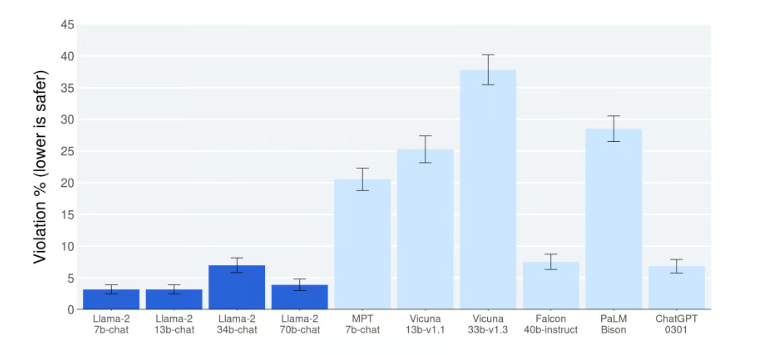 Violation % (lower is safer)
45
40
35
30
25
20
15
10
5
0
Llama-2
7b-chat
Llama-2
13b-chat
Llama-2
34b-chat
Llama-2
70b-chat
MPT
7b-chat
Vicuna
13b-v1.1
Vicuna
33b-v1.3
Falcon
40b-instruct
PaLM
Bison
ChatGPT
0301